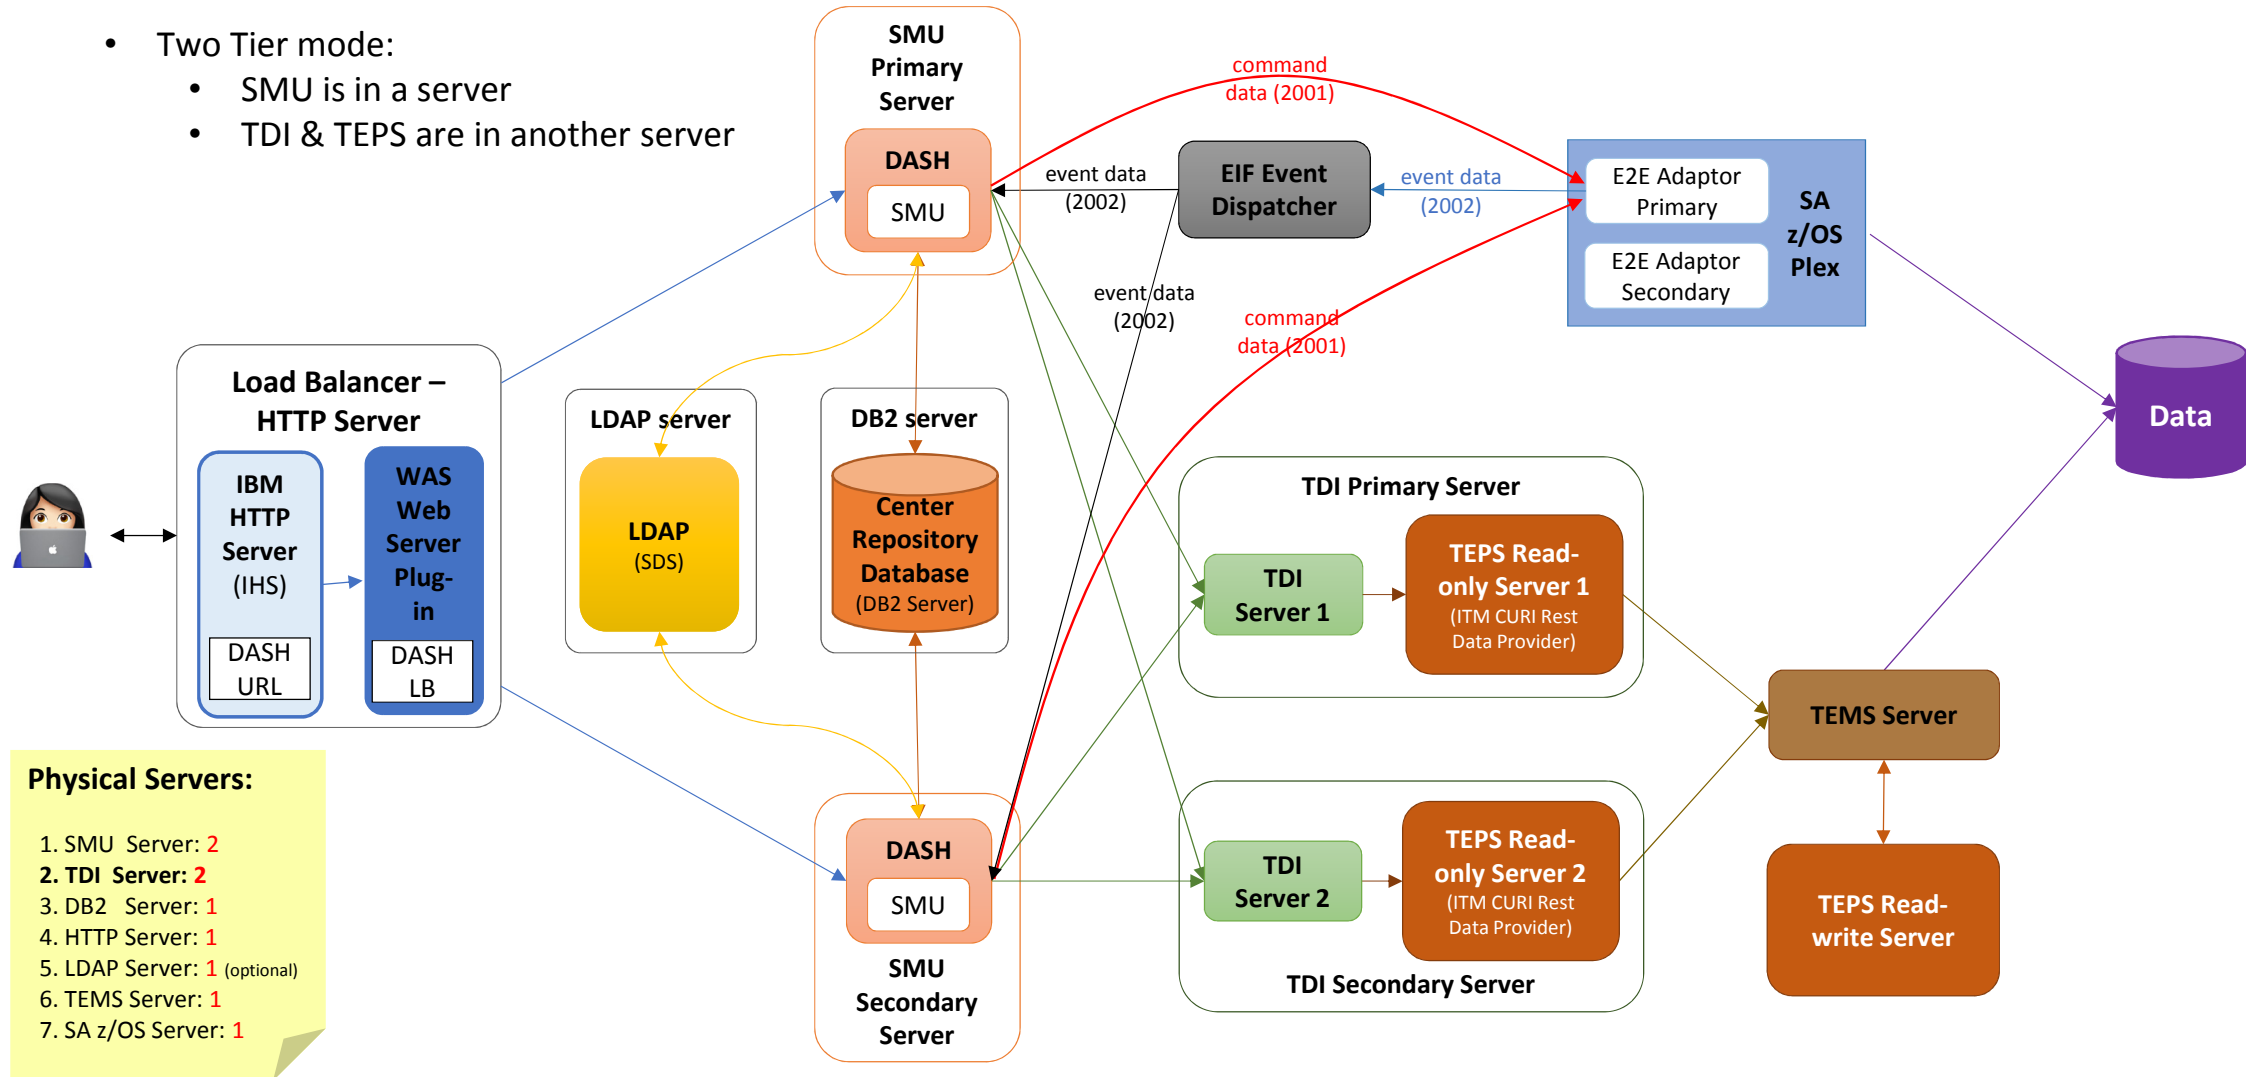 • Two Tier mode:
• SMU is in a server
• TDI & TEPS are in another server
SMU
Primary
Server
DASH
SMU
command
data (2001)
event data
(2002)
EIF Event
Dispatcher
event data
(2002)
E2E Adaptor
Primary
E2E Adaptor
Secondary
SA
z/OS
Plex
event data
(2002)
command
data (2001)
Data
Load Balancer –
HTTP Server
IBM
HTTP
Server
(IHS)
DASH
URL
WAS
Web
Server
Plug-
in
DASH
LB
LDAP server
LDAP
(SDS)
DB2 server
Center
Repository
Database
(DB2 Server)
TDI Primary Server
TDI
Server 1
TEPS Read-
only Server 1
(ITM CURI Rest
Data Provider)
TEMS Server
TEPS Read-
write Server
TDI
Server 2
TEPS Read-
only Server 2
(ITM CURI Rest
Data Provider)
TDI Secondary Server
DASH
SMU
SMU
Secondary
Server
Physical Servers:
1. SMU Server: 2
2. TDI Server: 2
3. DB2 Server: 1
4. HTTP Server: 1
5. LDAP Server: 1 (optional)
6. TEMS Server: 1
7. SA z/OS Server: 1